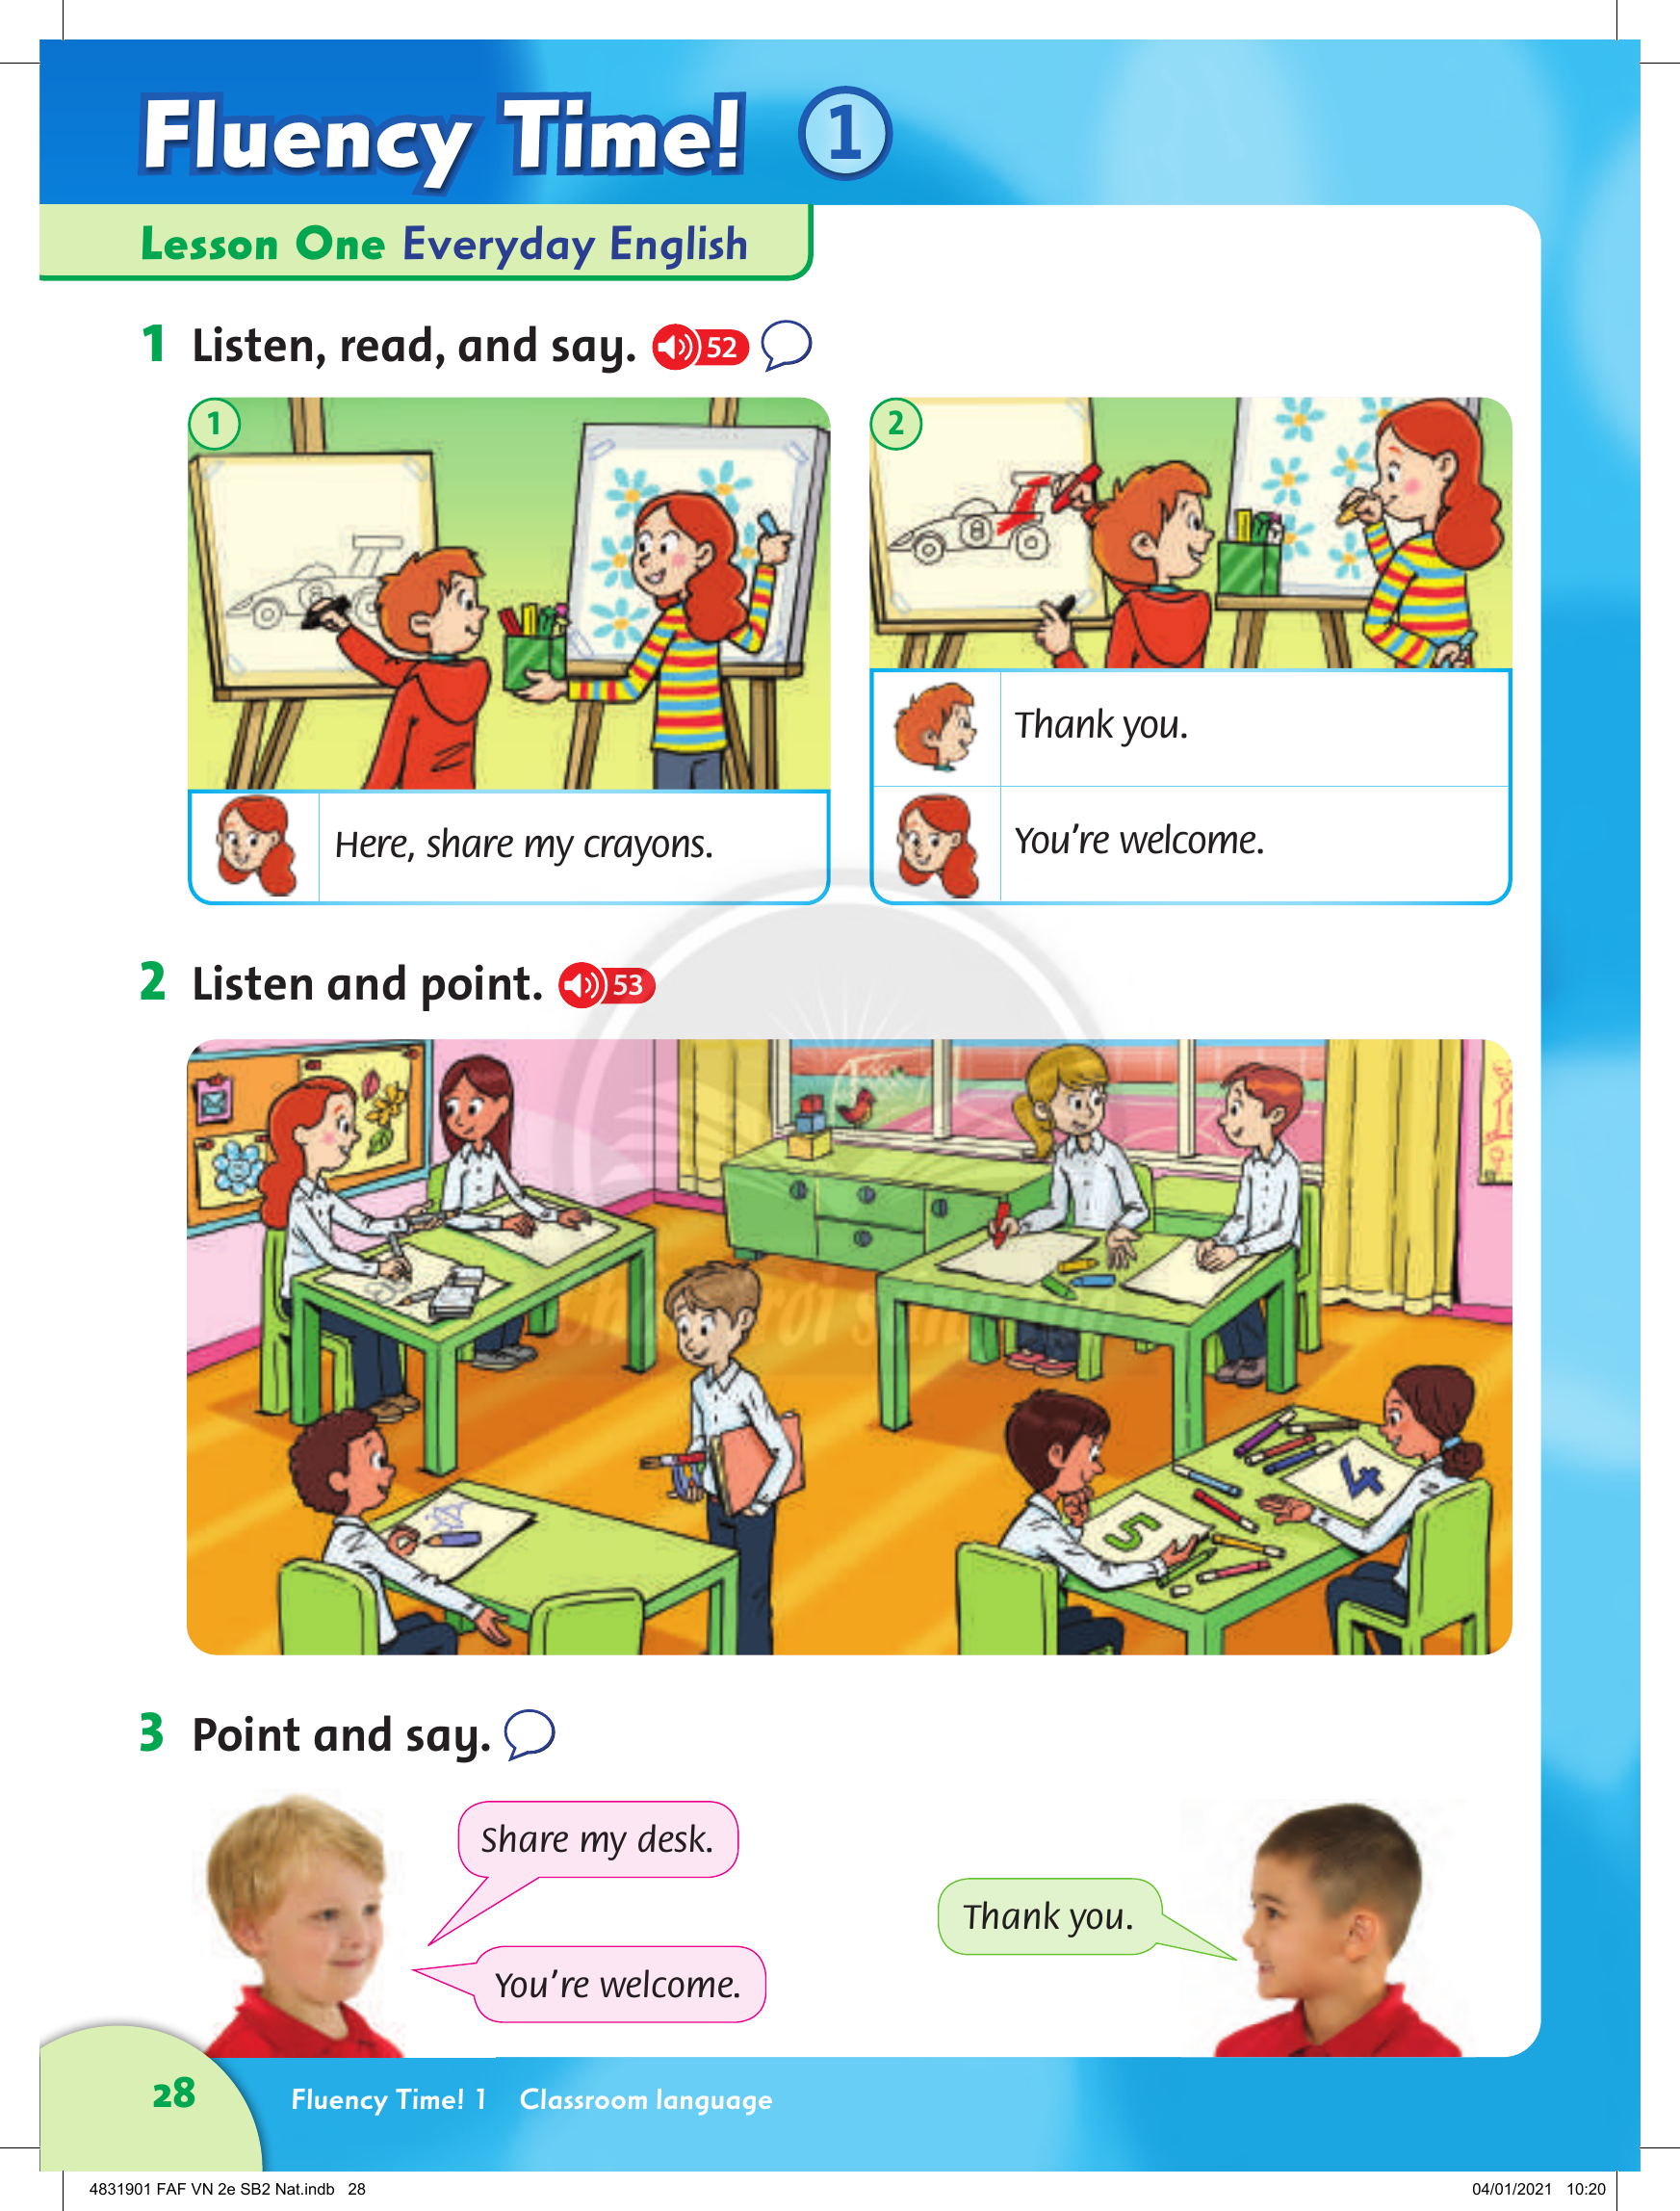 Fluency Time! 1
Lesson One Everyday English
1 Listen, read, and say. 52
1
Here, share my crayons.
2
Thank you.
You're welcome.
2 Listen and point. 53
5
4
3 Point and say.
Share my desk.
Thank you.
You're welcome.
28
Fluency Time! 1 Classroom language
4831901 FAF VN 2e SB2 Nat.indb 28
04/01/2021 10:20